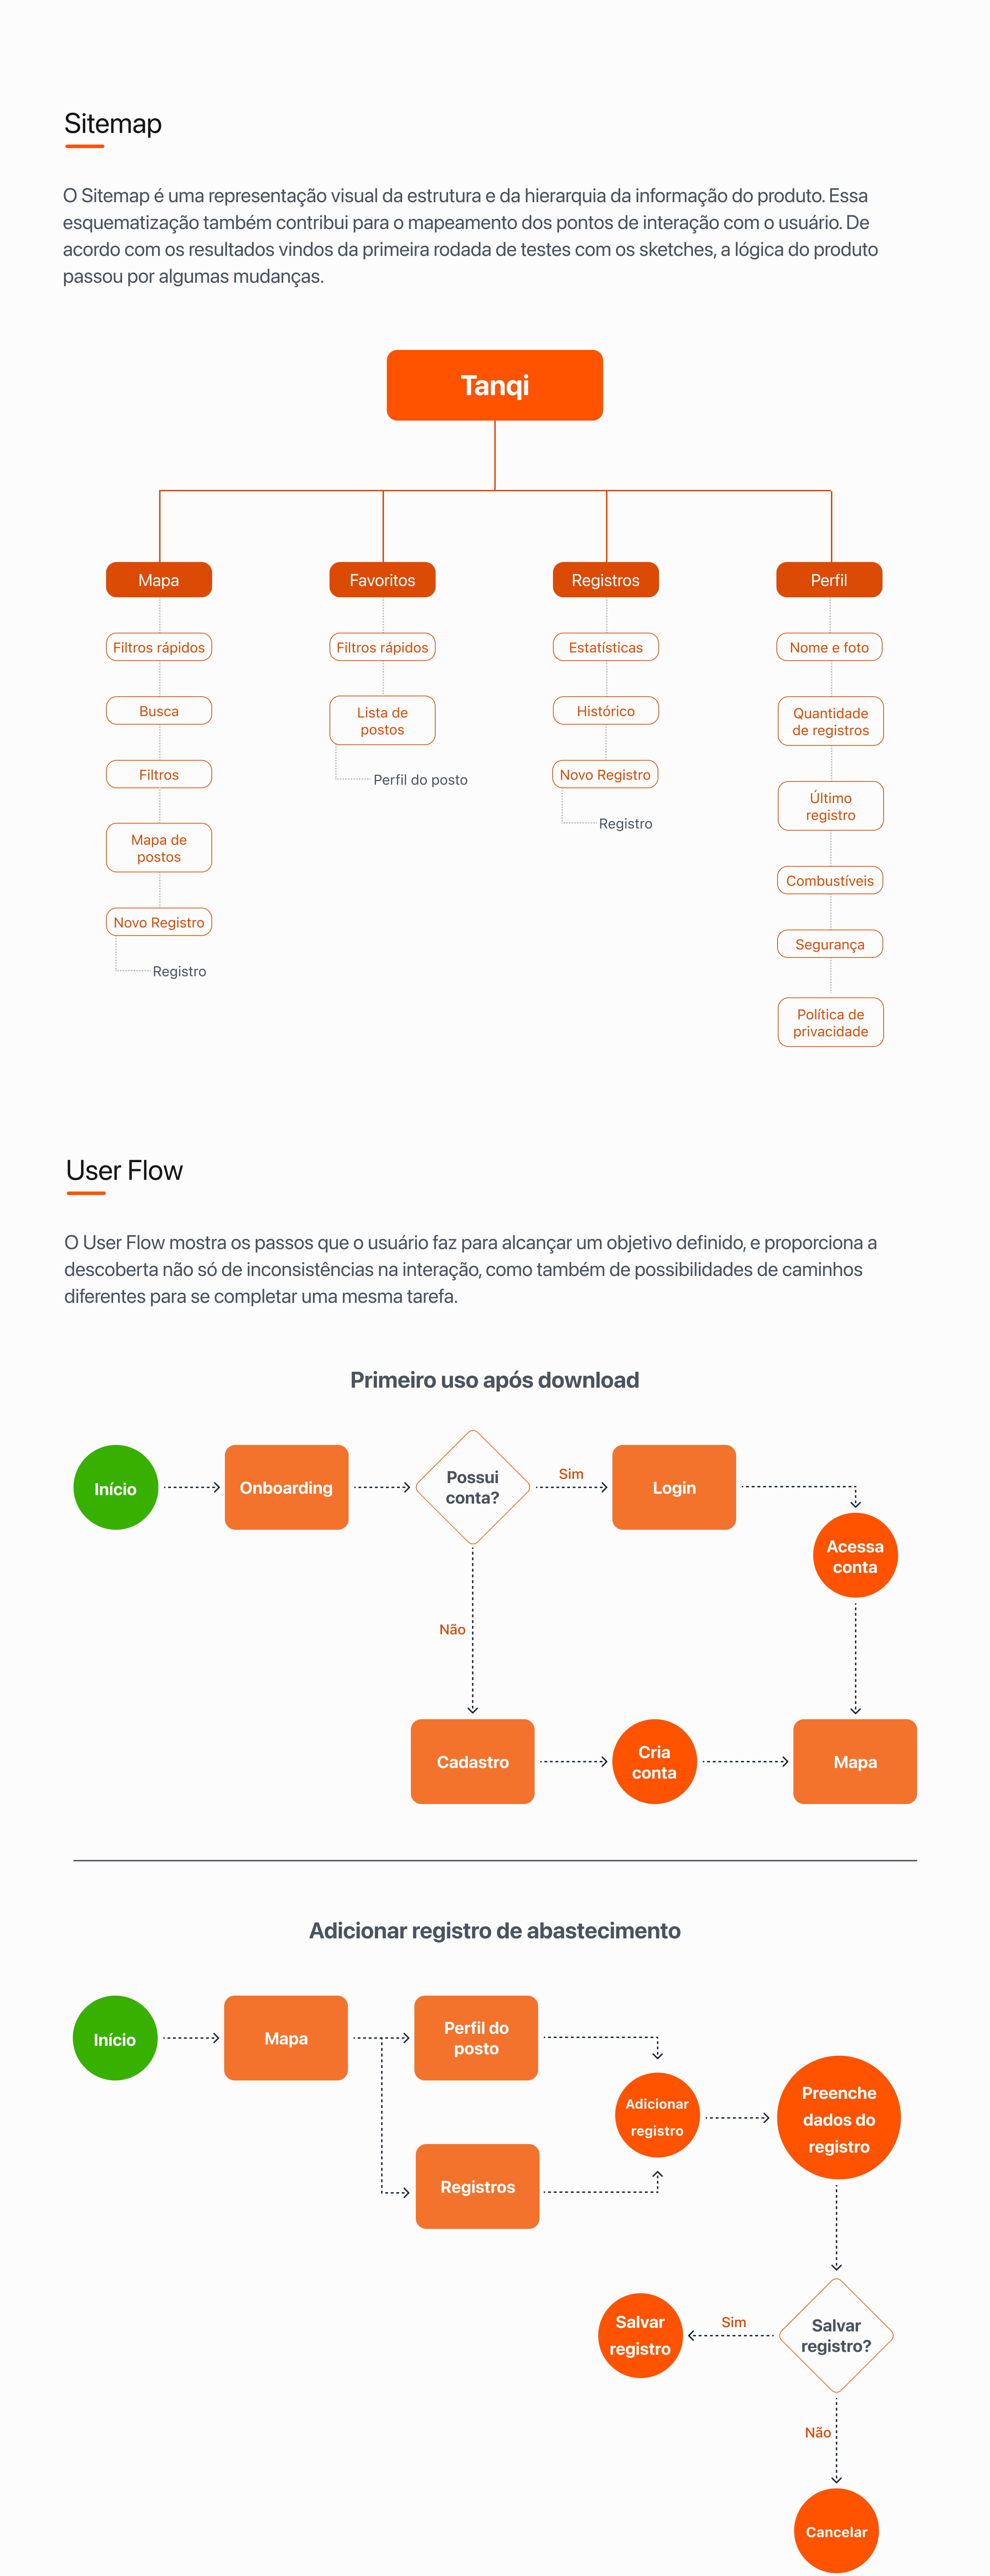 Sitemap
O Sitemap é uma representação visual da estrutura e da hierarquia da informação do produto. Essa
esquematização também contribui para o mapeamento dos pontos de interação com o usuário. De
acordo com os resultados vindos da primeira rodada de testes com os sketches, a lógica do produto
passou por algumas mudanças.
Tanqi
Mapa
Filtros rápidos
Busca
Filtros
Mapa de
postos
Novo Registro
Registro
Favoritos
Filtros rápidos
Lista de
postos
Perfil do posto
Registros
Estatísticas
Histórico
Novo Registro
Registro
Perfil
Nome e foto
Quantidade
de registros
Último
registro
Combustíveis
Segurança
Política de
privacidade
User Flow
O User Flow mostra os passos que o usuário faz para alcançar um objetivo definido, e proporciona a
descoberta não só de inconsistências na interação, como também de possibilidades de caminhos
diferentes para se completar uma mesma tarefa.
Primeiro uso após download
Início
Onboarding
Possui
conta?
Sim
Login
Acessa
conta
Não
Cadastro
Cria
conta
Mapa
Adicionar registro de abastecimento
Início
Mapa
Perfil do
posto
Registros
Adicionar
registro
Preenche
dados do
registro
Salvar
registro?
Sim
Salvar
registro
Não
Cancelar